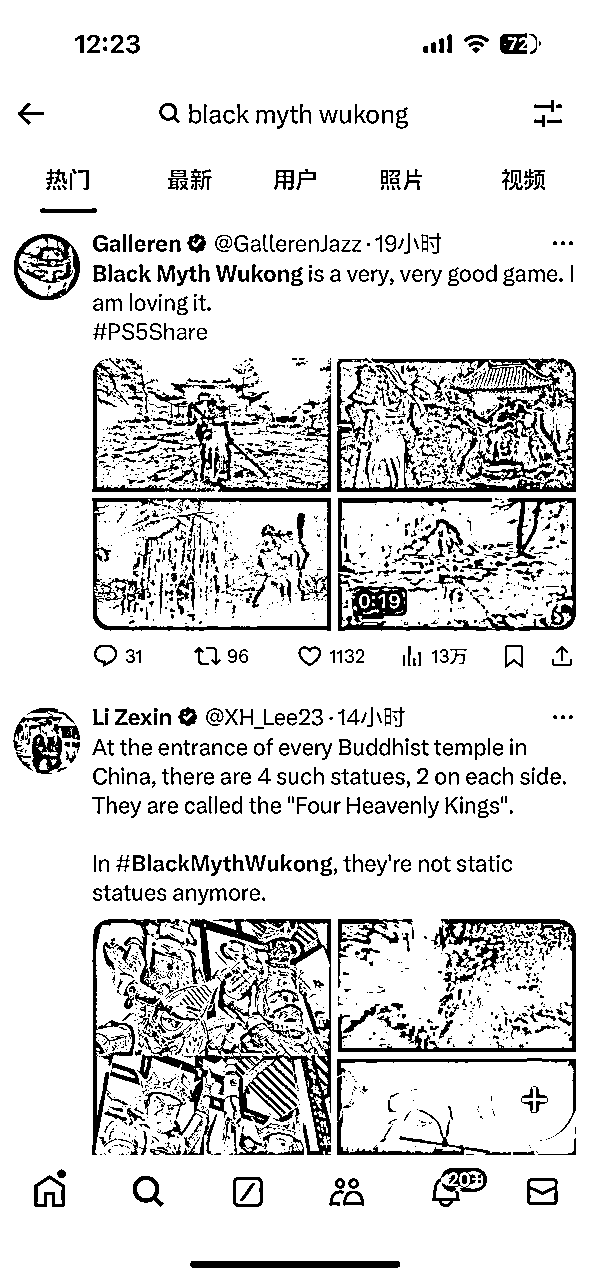 12:23
72
black myth wukong
热门 最新 用户 照片 视频
Galleren @GallerenJazz · 19小时
Black Myth Wukong is a very, very good game. I
am loving it.
#PS5Share
0:19
31 96 1132 13万
Li Zexin @XH_Lee23 · 14小时
At the entrance of every Buddhist temple in
China, there are 4 such statues, 2 on each side.
They are called the "Four Heavenly Kings".
In #BlackMythWukong, they're not static
statues anymore.